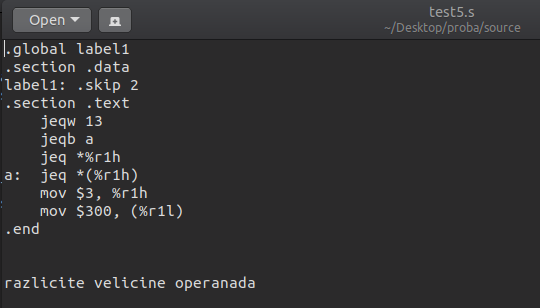 Open
test5.s
~/Desktop/proba/source
.global label1
.section .data
label1: .skip 2
.section .text
    jeqw 13
    jeqb a
    jeq *%r1h
a:  jeq *(%r1h)
    mov $3, %r1h
    mov $300, (%r1l)
.end
razlicite velicine operanada